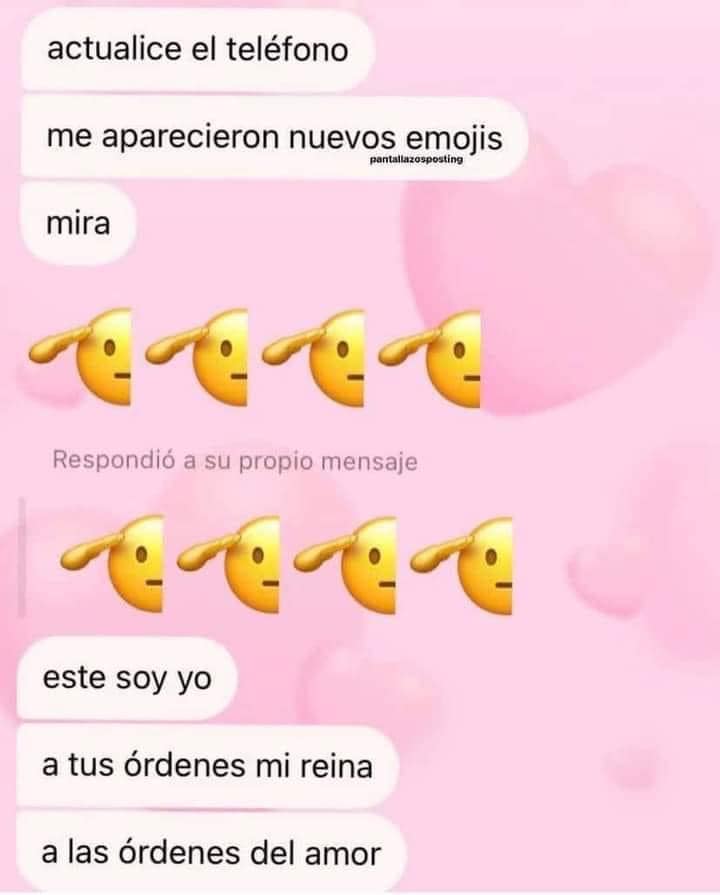 actualice el teléfono
me aparecieron nuevos emojis
pantallazosposting
mira
Respondió a su propio mensaje
este soy yo
a tus órdenes mi reina
a las órdenes del amor